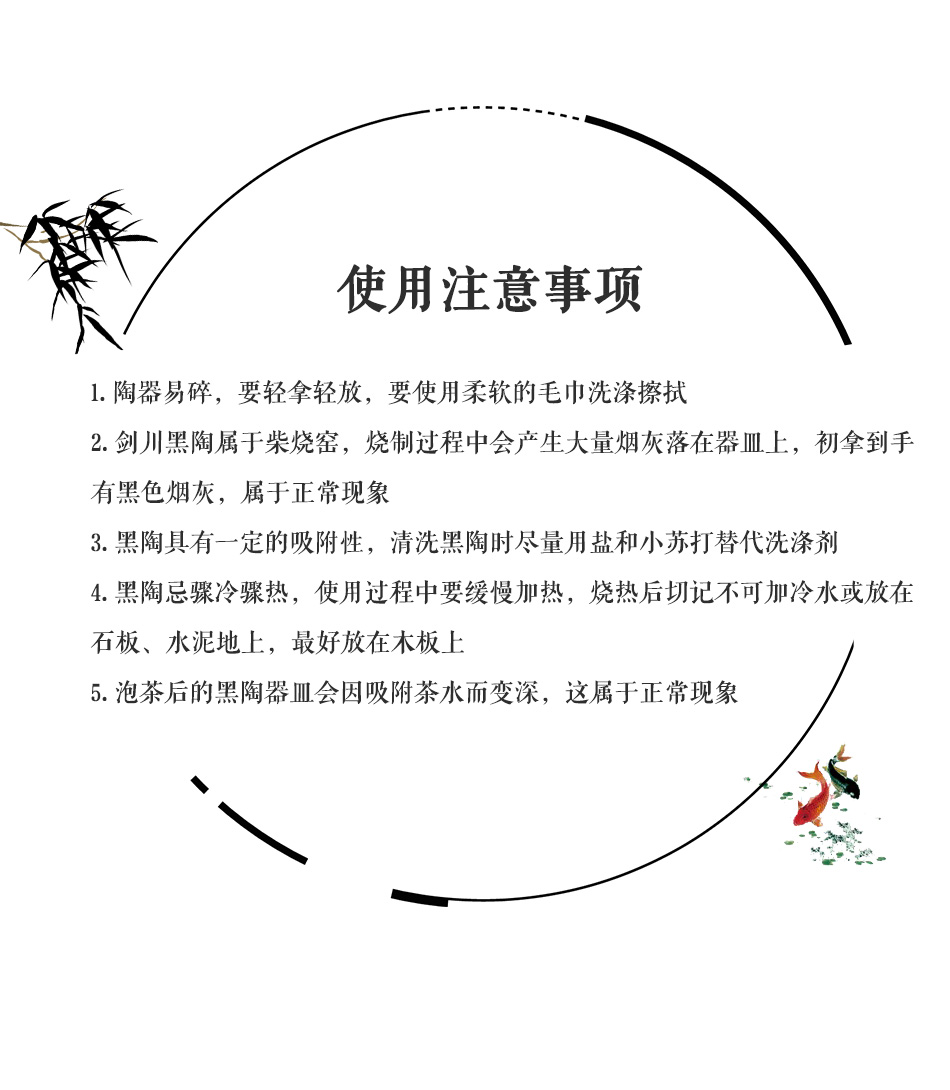 使用注意事项
1. 陶器易碎，要轻拿轻放，要使用柔软的毛巾洗涤擦拭
2. 剑川黑陶属于柴烧窑，烧制过程中会产生大量烟灰落在器皿上，初拿到手
有黑色烟灰，属于正常现象
3. 黑陶具有一定的吸附性，清洗黑陶时尽量用盐和小苏打替代洗涤剂
4. 黑陶忌骤冷骤热，使用过程中要缓慢加热，烧热后切记不可加冷水或放在
石板、水泥地上，最好放在木板上
5. 泡茶后的黑陶器皿会因吸附茶水而变深，这属于正常现象